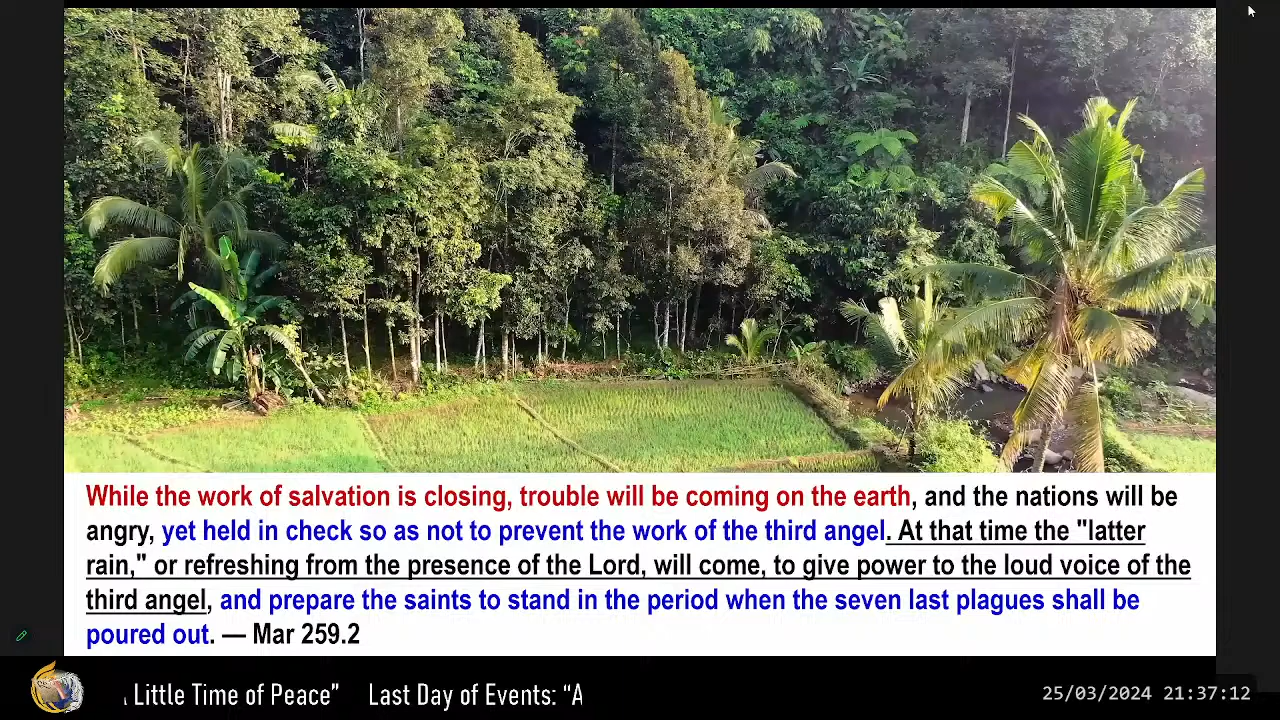 While the work of salvation is closing, trouble will be coming on the earth, and the nations will be
angry, yet held in check so as not to prevent the work of the third angel. At that time the "latter
rain," or refreshing from the presence of the Lord, will come, to give power to the loud voice of the
third angel, and prepare the saints to stand in the period when the seven last plagues shall be
poured out. — Mar 259.2
Little Time of Peace” Last Day of Events: “A
25/03/2024 21:37:12